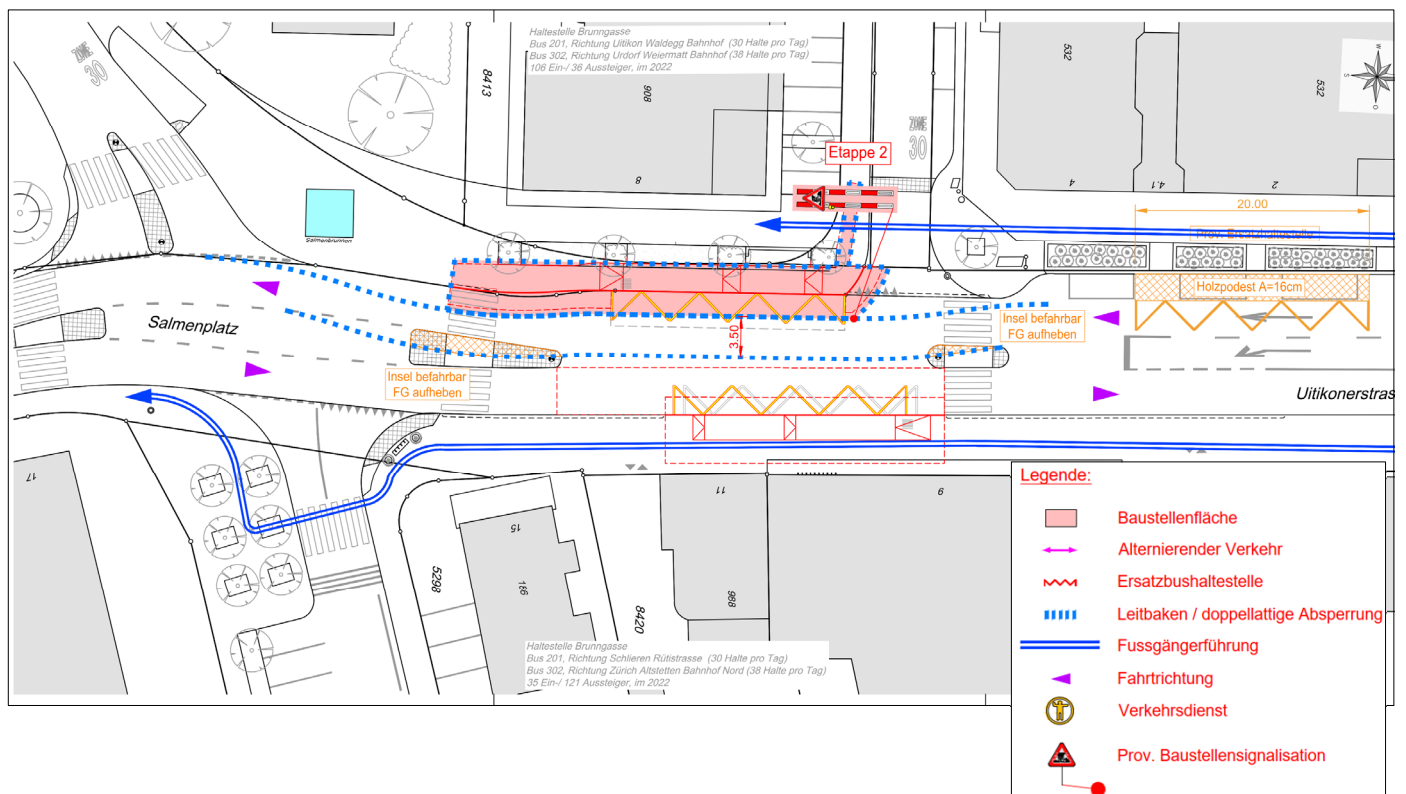 Haltestelle Brunngasse
Bus 201, Richtung Uitikon Waldegg Bahnhof (30 Halte pro Tag)
Bus 302, Richtung Urdorf Weiermatt Bahnhof (38 Halte pro Tag)
106 Ein-/ 36 Aussteiger, im 2022
ZONE
30
8413
908
8
ZONE
30
532
532
W
S
O
4
4.1
2
Etappe 2
20.00
Prov. Ersatzhaltestelle
Holzpodest A=16cm
Salmenbrunnen
Salmenplatz
3.50
Insel befahrbar
FG aufheben
Insel befahrbar
FG aufheben
Uitikonerstras
17
15
186
5298
8420
11
988
9
Haltestelle Brunngasse
Bus 201, Richtung Schlieren Rütistrasse (30 Halte pro Tag)
Bus 302, Richtung Zürich Altstetten Bahnhof Nord (38 Halte pro Tag)
35 Ein-/ 121 Aussteiger, im 2022
Legende:
Baustellenfläche
Alternierender Verkehr
Ersatzbushaltestelle
Leitbaken / doppellattige Absperrung
Fussgängerführung
Fahrtrichtung
Verkehrsdienst
Prov. Baustellensignalisation